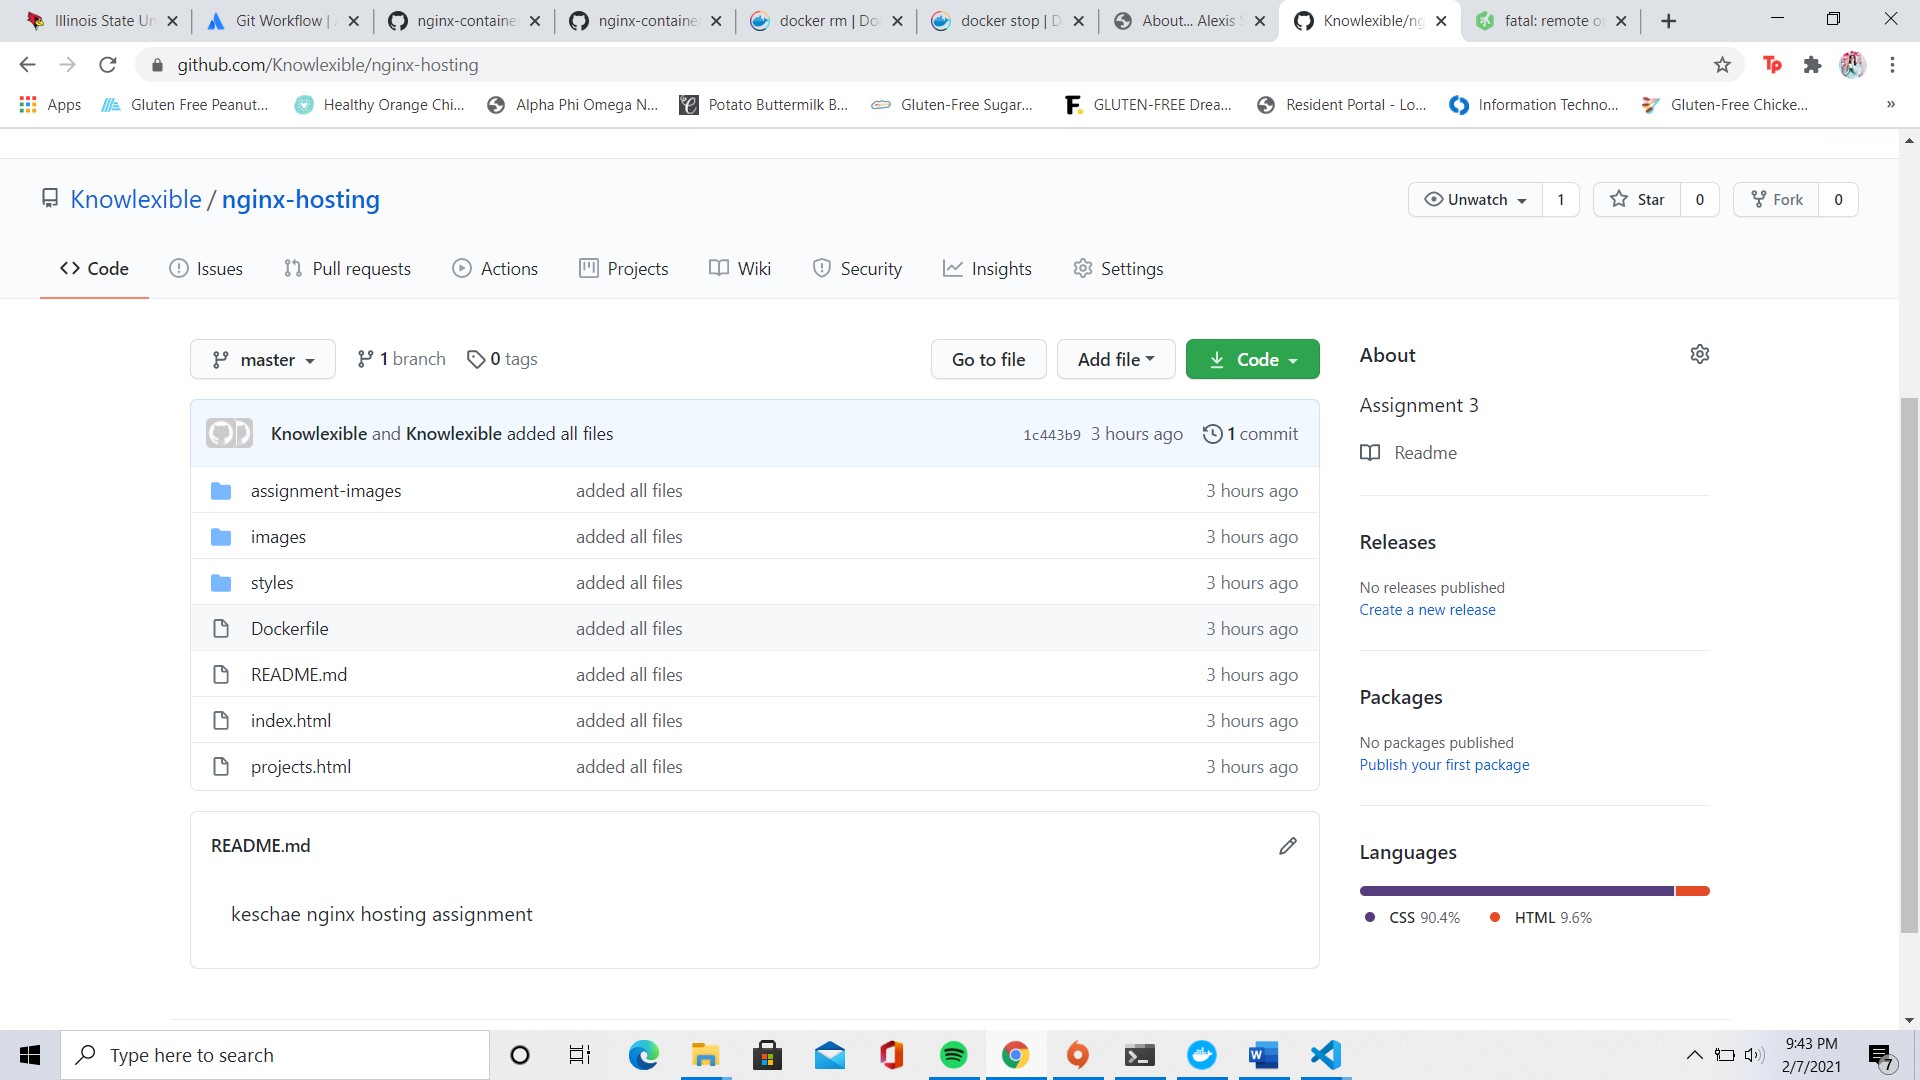 Illinois State Un
Git Workflow | A
nginx-containe
nginx-containe
docker rm | Do
docker stop | D
About... Alexis S
Knowlexible/ng
fatal: remote o
github.com/Knowlexible/nginx-hosting
Tp
Apps
Gluten Free Peanut...
Healthy Orange Chi...
Alpha Phi Omega N...
Potato Buttermilk B...
Gluten-Free Sugar...
F.
GLUTEN-FREE Drea...
Resident Portal - Lo...
Information Techno...
Gluten-Free Chicke...
»
Knowlexible / nginx-hosting
Unwatch 1
Star 0
Fork 0
Code
Issues
Pull requests
Actions
Projects
Wiki
Security
Insights
Settings
master
1 branch
0 tags
Go to file
Add file
Code
Knowlexible and Knowlexible added all files
1c443b9 3 hours ago
1 commit
assignment-images added all files 3 hours ago
images added all files 3 hours ago
styles added all files 3 hours ago
Dockerfile added all files 3 hours ago
README.md added all files 3 hours ago
index.html added all files 3 hours ago
projects.html added all files 3 hours ago
README.md
keschae nginx hosting assignment
About
Assignment 3
Readme
Releases
No releases published
Create a new release
Packages
No packages published
Publish your first package
Languages
CSS 90.4%
HTML 9.6%
Type here to search
9:43 PM
2/7/2021
7